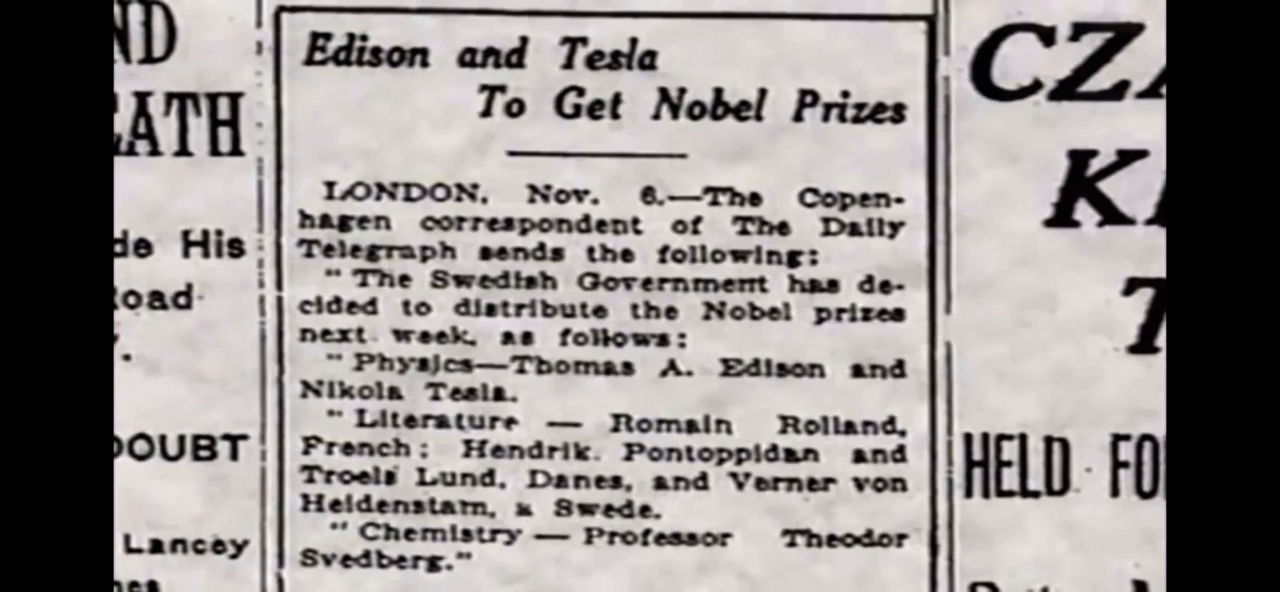 ND
EATH
de His
oad
DOUBT
Lancey
Edison and Tesla
To Get Nobel Prizes
LONDON, Nov. 6.—The Copen-
hagen correspondent of The Daily
Telegraph sends the following:
"The Swedish Government has de-
cided to distribute the Nobel prizes
next week, as follows:
"Physics—Thomas A. Edison and
Nikola Tesla.
"Literature — Romain Rolland,
French; Hendrik. Pontoppidan and
Troels Lund, Danes, and Verner von
Heidenstam, a Swede.
"Chemistry — Professor Theodor
Svedberg."
CZA
K
T
HELD FO